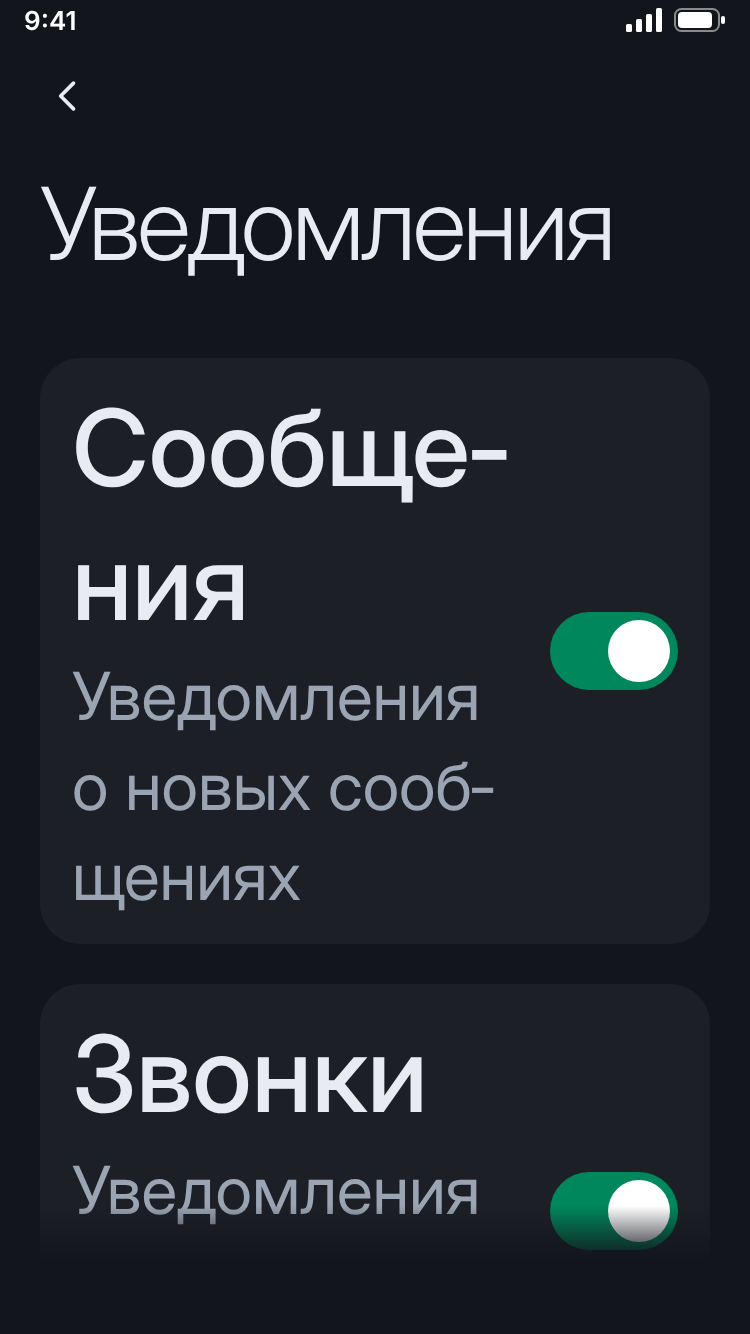 9:41
Уведомления
Сообще-
ния
Уведомления
о новых сооб-
щениях
Звонки
Уведомления